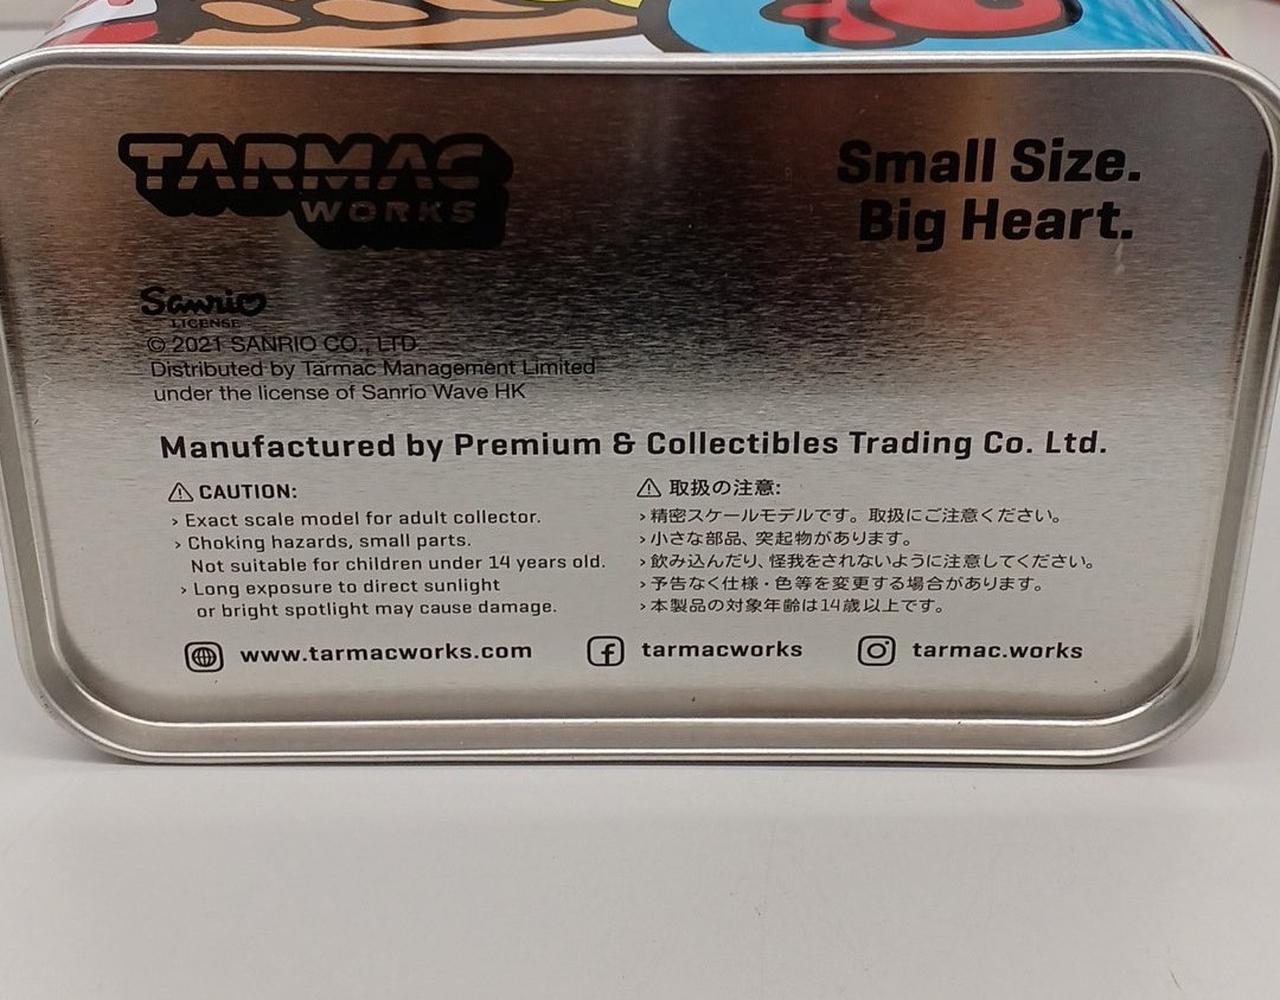 TARMAC
WORKS
Small Size.
Big Heart.
Sanrio
LICENSE
© 2021 SANRIO CO., LTD.
Distributed by Tarmac Management Limited
under the license of Sanrio Wave HK
Manufactured by Premium & Collectibles Trading Co. Ltd.
⚠ CAUTION:
› Exact scale model for adult collector.
› Choking hazards, small parts.
Not suitable for children under 14 years old.
› Long exposure to direct sunlight
or bright spotlight may cause damage.
⚠ 取扱の注意:
› 精密スケールモデルです。取扱にご注意ください。
› 小さな部品、突起物があります。
› 飲み込んだり、怪我をされないように注意してください。
› 予告なく仕様・色等を変更する場合があります。
› 本製品の対象年齢は14歳以上です。
www.tarmacworks.com
tarmacworks
tarmac.works